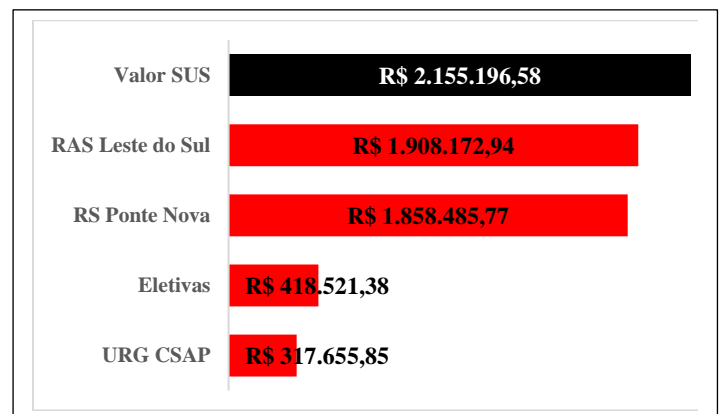 Valor SUS R$ 2.155.196,58
RAS Leste do Sul R$ 1.908.172,94
RS Ponte Nova R$ 1.858.485,77
Eletivas R$ 418.521,38
URG CSAP R$ 317.655,85